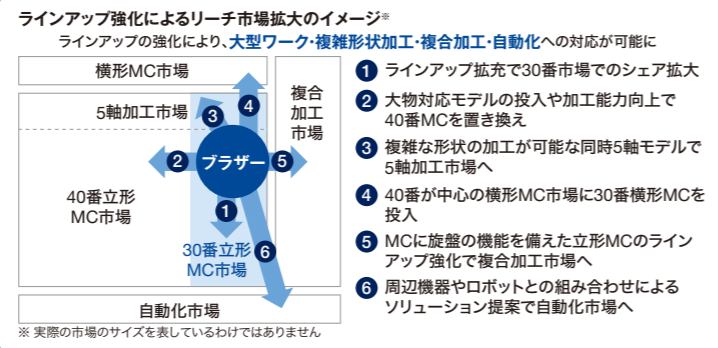 ラインアップ強化によるリーチ市場拡大のイメージ※
ラインアップの強化により、大型ワーク・複雑形状加工・複合加工・自動化への対応が可能に
横形MC市場
5軸加工市場
複合
加工
市場
3
4
2
ブラザー
5
40番立形
MC市場
1
30番立形
MC市場
6
自動化市場
※ 実際の市場のサイズを表しているわけではありません
1 ラインアップ拡充で30番市場でのシェア拡大
2 大物対応モデルの投入や加工能力向上で
40番MCを置き換え
3 複雑な形状の加工が可能な同時5軸モデルで
5軸加工市場へ
4 40番が中心の横形MC市場に30番横形MCを
投入
5 MCに旋盤の機能を備えた立形MCのライン
アップ強化で複合加工市場へ
6 周辺機器やロボットとの組み合わせによる
ソリューション提案で自動化市場へ